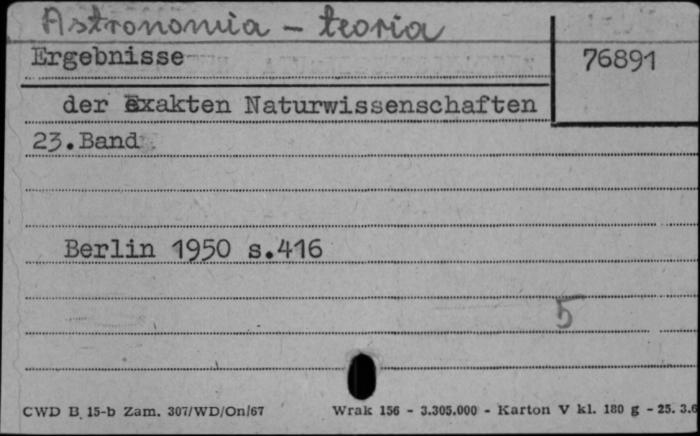 Astronomia - teoria
Ergebnisse
76891
der exakten Naturwissenschaften
23.Band
Berlin 1950 s.416
5
CWD B. 15-b Zam. 307/WD/On/67
Wrak 156 - 3.305.000 - Karton V kl. 180 g - 25. 3.6